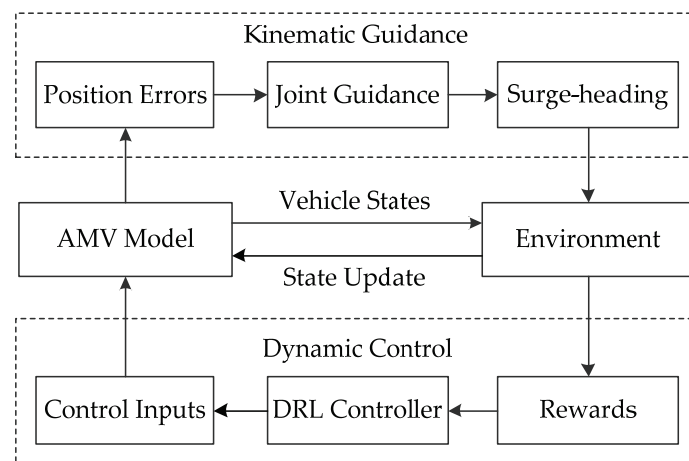 Kinematic Guidance
Position Errors
Joint Guidance
Surge-heading
Vehicle States
AMV Model
Environment
State Update
Dynamic Control
Control Inputs
DRL Controller
Rewards